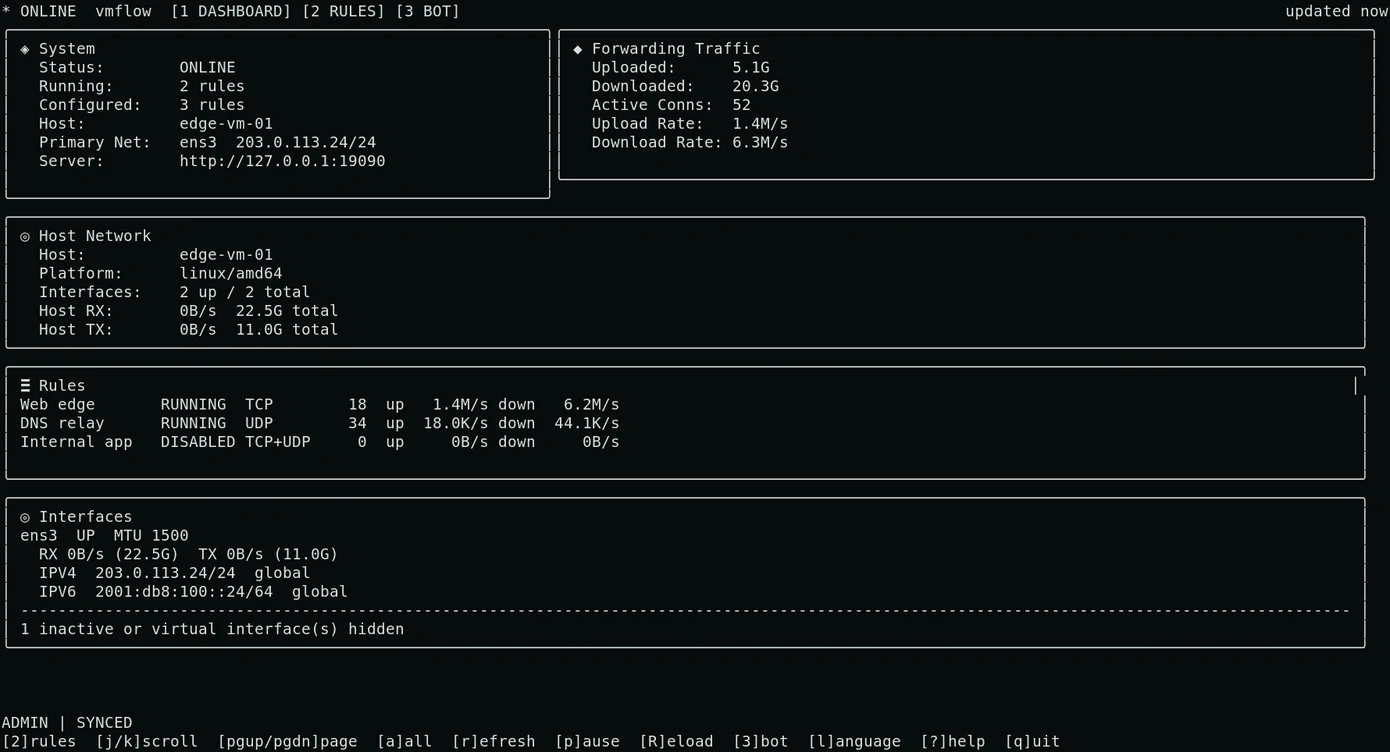 * ONLINE  vmflow  [1 DASHBOARD] [2 RULES] [3 BOT]  updated now
◈ System
Status:  ONLINE
Running:  2 rules
Configured:  3 rules
Host:  edge-vm-01
Primary Net:  ens3  203.0.113.24/24
Server:  http://127.0.0.1:19090
◆ Forwarding Traffic
Uploaded:  5.1G
Downloaded:  20.3G
Active Conns:  52
Upload Rate:  1.4M/s
Download Rate: 6.3M/s
◎ Host Network
Host:  edge-vm-01
Platform:  linux/amd64
Interfaces:  2 up / 2 total
Host RX:  0B/s  22.5G total
Host TX:  0B/s  11.0G total
☰ Rules
Web edge  RUNNING  TCP  18  up  1.4M/s down  6.2M/s
DNS relay  RUNNING  UDP  34  up  18.0K/s down  44.1K/s
Internal app  DISABLED TCP+UDP  0  up  0B/s down  0B/s
◎ Interfaces
ens3  UP  MTU 1500
RX 0B/s (22.5G)  TX 0B/s (11.0G)
IPV4  203.0.113.24/24  global
IPV6  2001:db8:100::24/64  global
1 inactive or virtual interface(s) hidden
ADMIN | SYNCED
[2]rules  [j/k]scroll  [pgup/pgdn]page  [a]all  [r]efresh  [p]ause  [R]eload  [3]bot  [l]anguage  [?]help  [q]uit